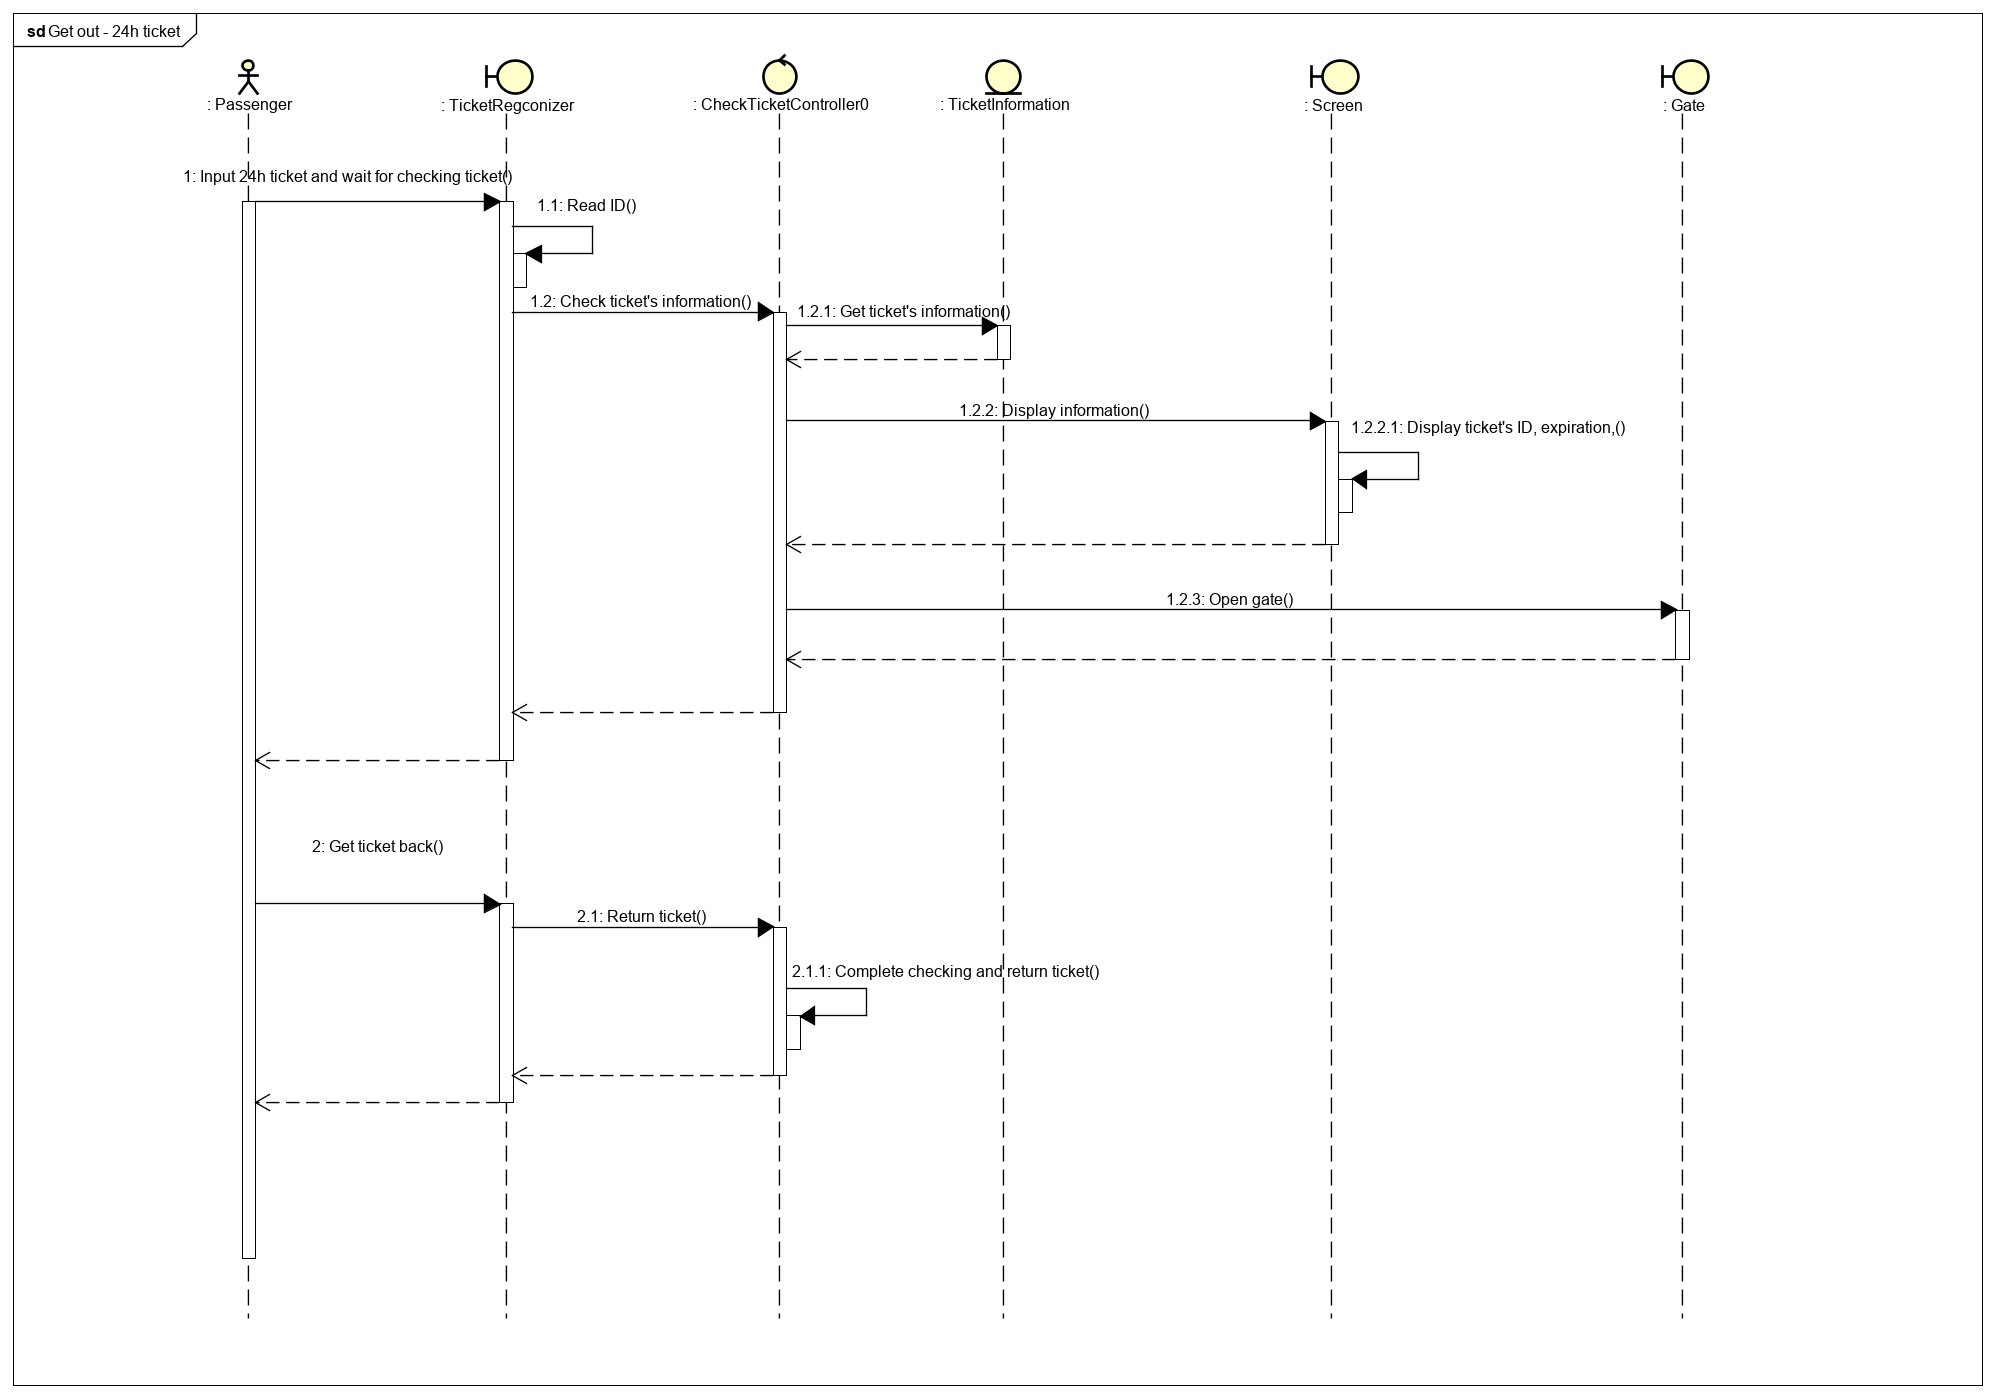 sd Get out - 24h ticket
: Passenger
: TicketRegconizer
: CheckTicketController0
: TicketInformation
: Screen
: Gate
1: Input 24h ticket and wait for checking ticket()
1.1: Read ID()
1.2: Check ticket's information()
1.2.1: Get ticket's information()
1.2.2: Display information()
1.2.2.1: Display ticket's ID, expiration,()
1.2.3: Open gate()
2: Get ticket back()
2.1: Return ticket()
2.1.1: Complete checking and return ticket()